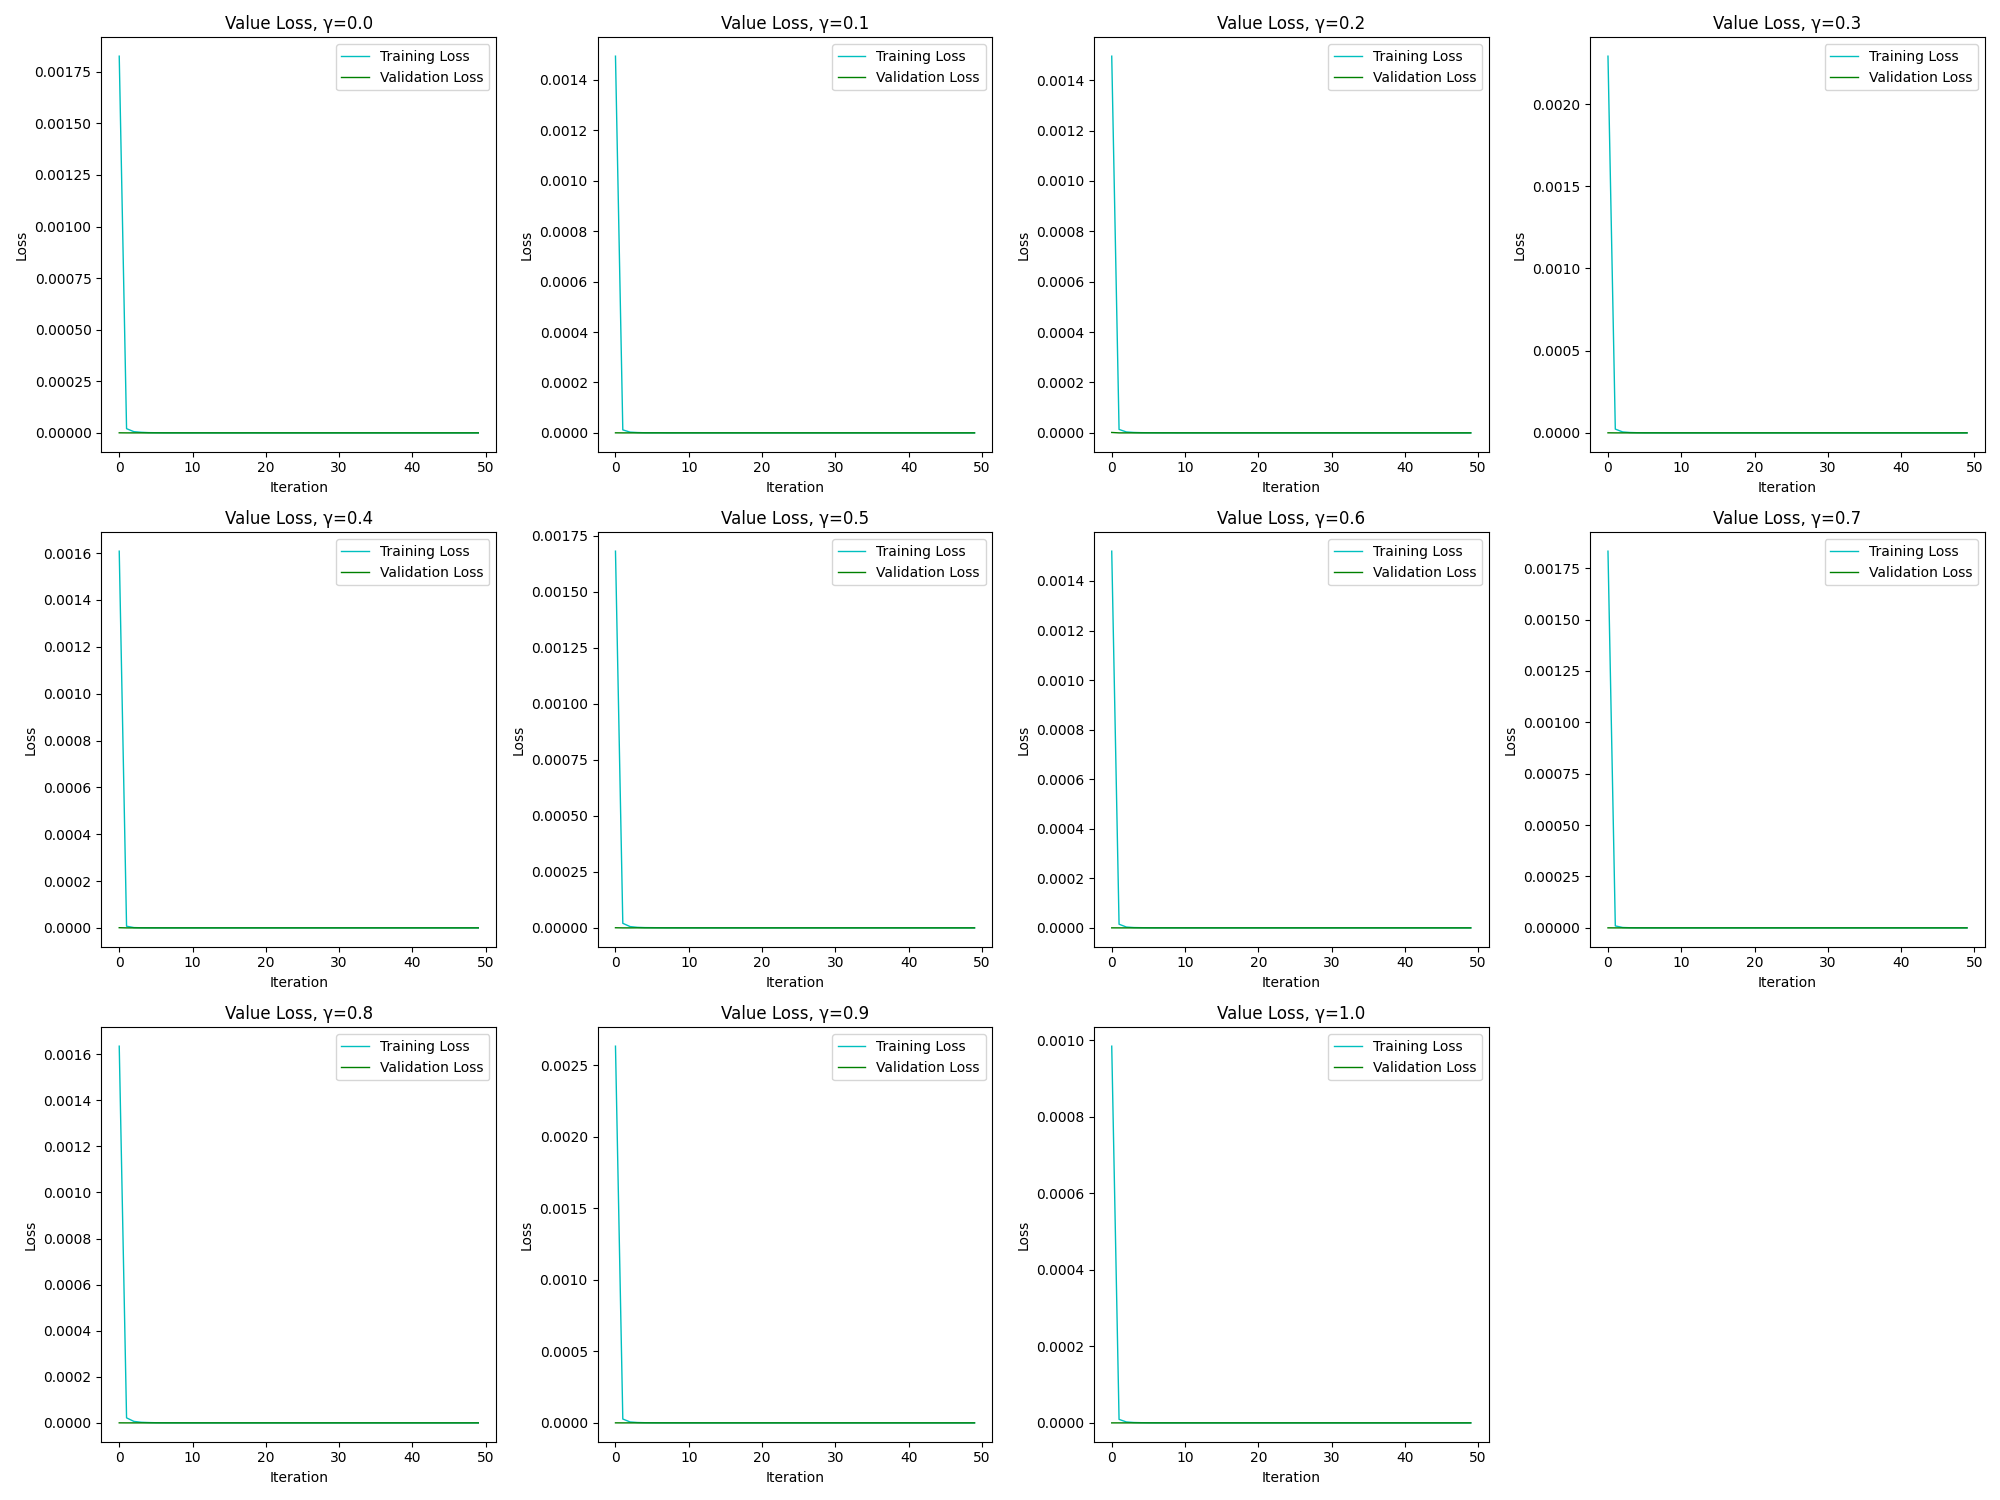 Value Loss, γ=0.0
Training Loss
Validation Loss
0.00175
0.00150
0.00125
0.00100
0.00075
0.00050
0.00025
0.00000
Loss
0 10 20 30 40 50
Iteration
Value Loss, γ=0.1
Training Loss
Validation Loss
0.0014
0.0012
0.0010
0.0008
0.0006
0.0004
0.0002
0.0000
Loss
0 10 20 30 40 50
Iteration
Value Loss, γ=0.2
Training Loss
Validation Loss
0.0014
0.0012
0.0010
0.0008
0.0006
0.0004
0.0002
0.0000
Loss
0 10 20 30 40 50
Iteration
Value Loss, γ=0.3
Training Loss
Validation Loss
0.0020
0.0015
0.0010
0.0005
0.0000
Loss
0 10 20 30 40 50
Iteration
Value Loss, γ=0.4
Training Loss
Validation Loss
0.0016
0.0014
0.0012
0.0010
0.0008
0.0006
0.0004
0.0002
0.0000
Loss
0 10 20 30 40 50
Iteration
Value Loss, γ=0.5
Training Loss
Validation Loss
0.00175
0.00150
0.00125
0.00100
0.00075
0.00050
0.00025
0.00000
Loss
0 10 20 30 40 50
Iteration
Value Loss, γ=0.6
Training Loss
Validation Loss
0.0014
0.0012
0.0010
0.0008
0.0006
0.0004
0.0002
0.0000
Loss
0 10 20 30 40 50
Iteration
Value Loss, γ=0.7
Training Loss
Validation Loss
0.00175
0.00150
0.00125
0.00100
0.00075
0.00050
0.00025
0.00000
Loss
0 10 20 30 40 50
Iteration
Value Loss, γ=0.8
Training Loss
Validation Loss
0.0016
0.0014
0.0012
0.0010
0.0008
0.0006
0.0004
0.0002
0.0000
Loss
0 10 20 30 40 50
Iteration
Value Loss, γ=0.9
Training Loss
Validation Loss
0.0025
0.0020
0.0015
0.0010
0.0005
0.0000
Loss
0 10 20 30 40 50
Iteration
Value Loss, γ=1.0
Training Loss
Validation Loss
0.0010
0.0008
0.0006
0.0004
0.0002
0.0000
Loss
0 10 20 30 40 50
Iteration